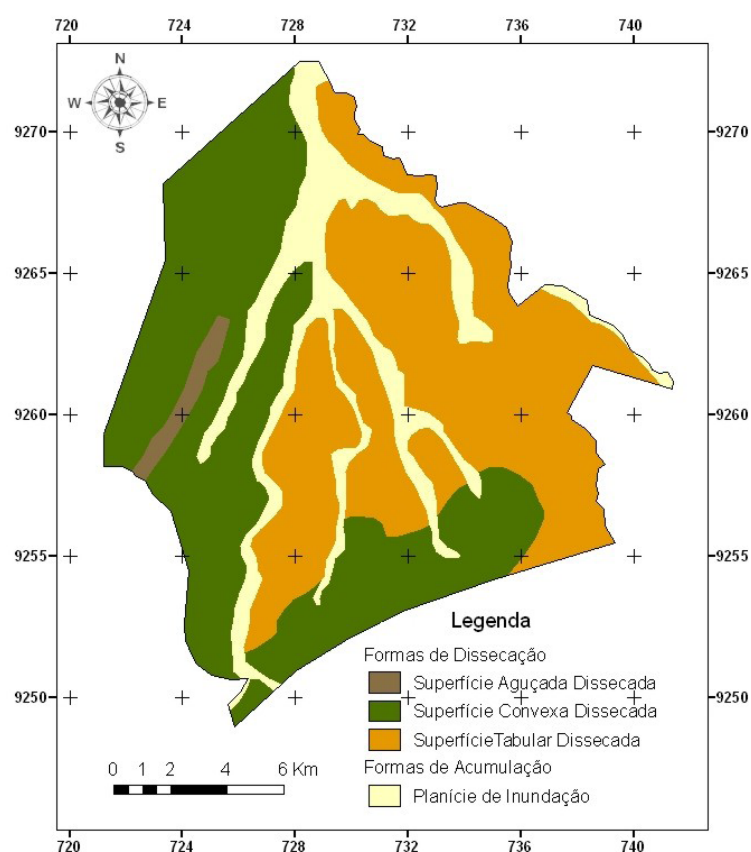 720 724 728 732 736 740
N
W E
S
9270 9270
9265 9265
9260 9260
9255 9255
Legenda
Formas de Dissecação
Superfície Aguçada Dissecada
9250 9250
Superfície Convexa Dissecada
SuperfícieTabular Dissecada
Formas de Acumulação
0 1 2 4 6 Km
Planície de Inundação
720 724 728 732 736 740